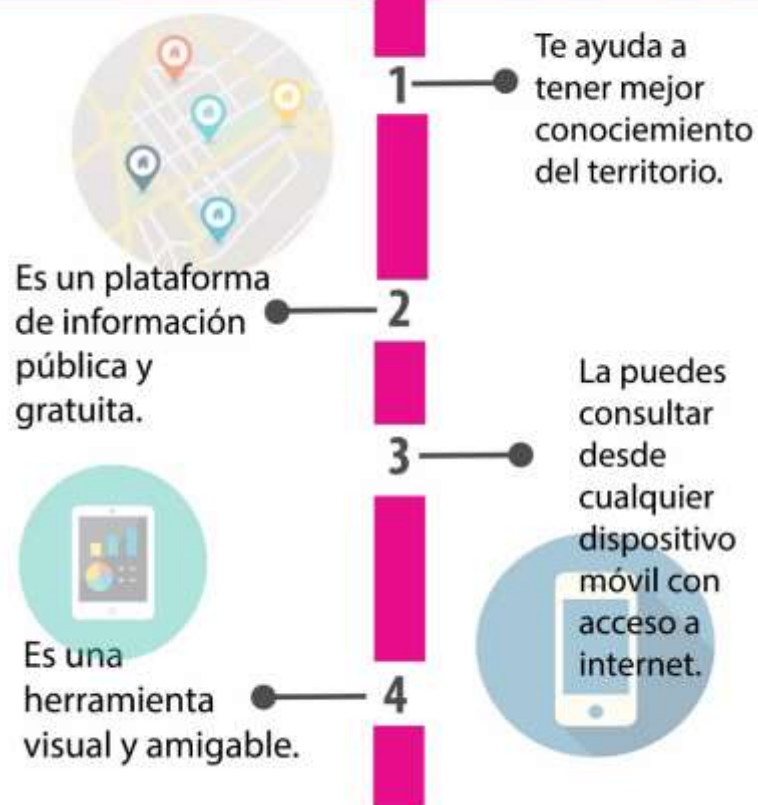 1
Te ayuda a
tener mejor
conociemiento
del territorio.
2
Es un plataforma
de información
pública y
gratuita.
3
La puedes
consultar
desde
cualquier
dispositivo
móvil con
acceso a
internet.
4
Es una
herramienta
visual y amigable.